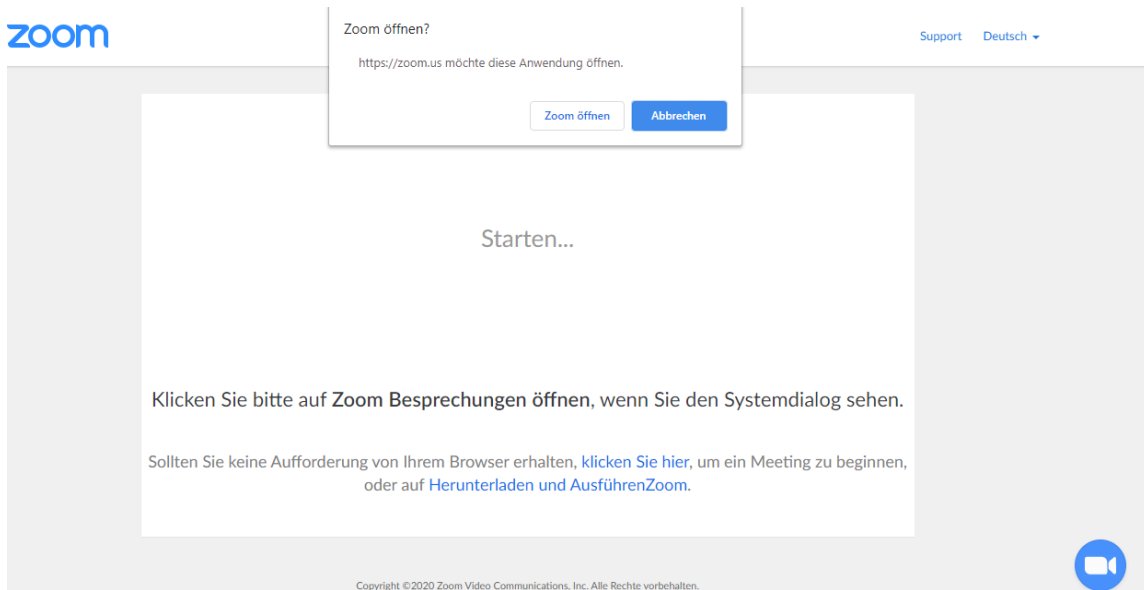 zoom
Support Deutsch
Zoom öffnen?
https://zoom.us möchte diese Anwendung öffnen.
Zoom öffnen Abbrechen
Starten...
Klicken Sie bitte auf Zoom Besprechungen öffnen, wenn Sie den Systemdialog sehen.
Sollten Sie keine Aufforderung von Ihrem Browser erhalten, klicken Sie hier, um ein Meeting zu beginnen,
oder auf Herunterladen und AusführenZoom.
Copyright ©2020 Zoom Video Communications, Inc. Alle Rechte vorbehalten.